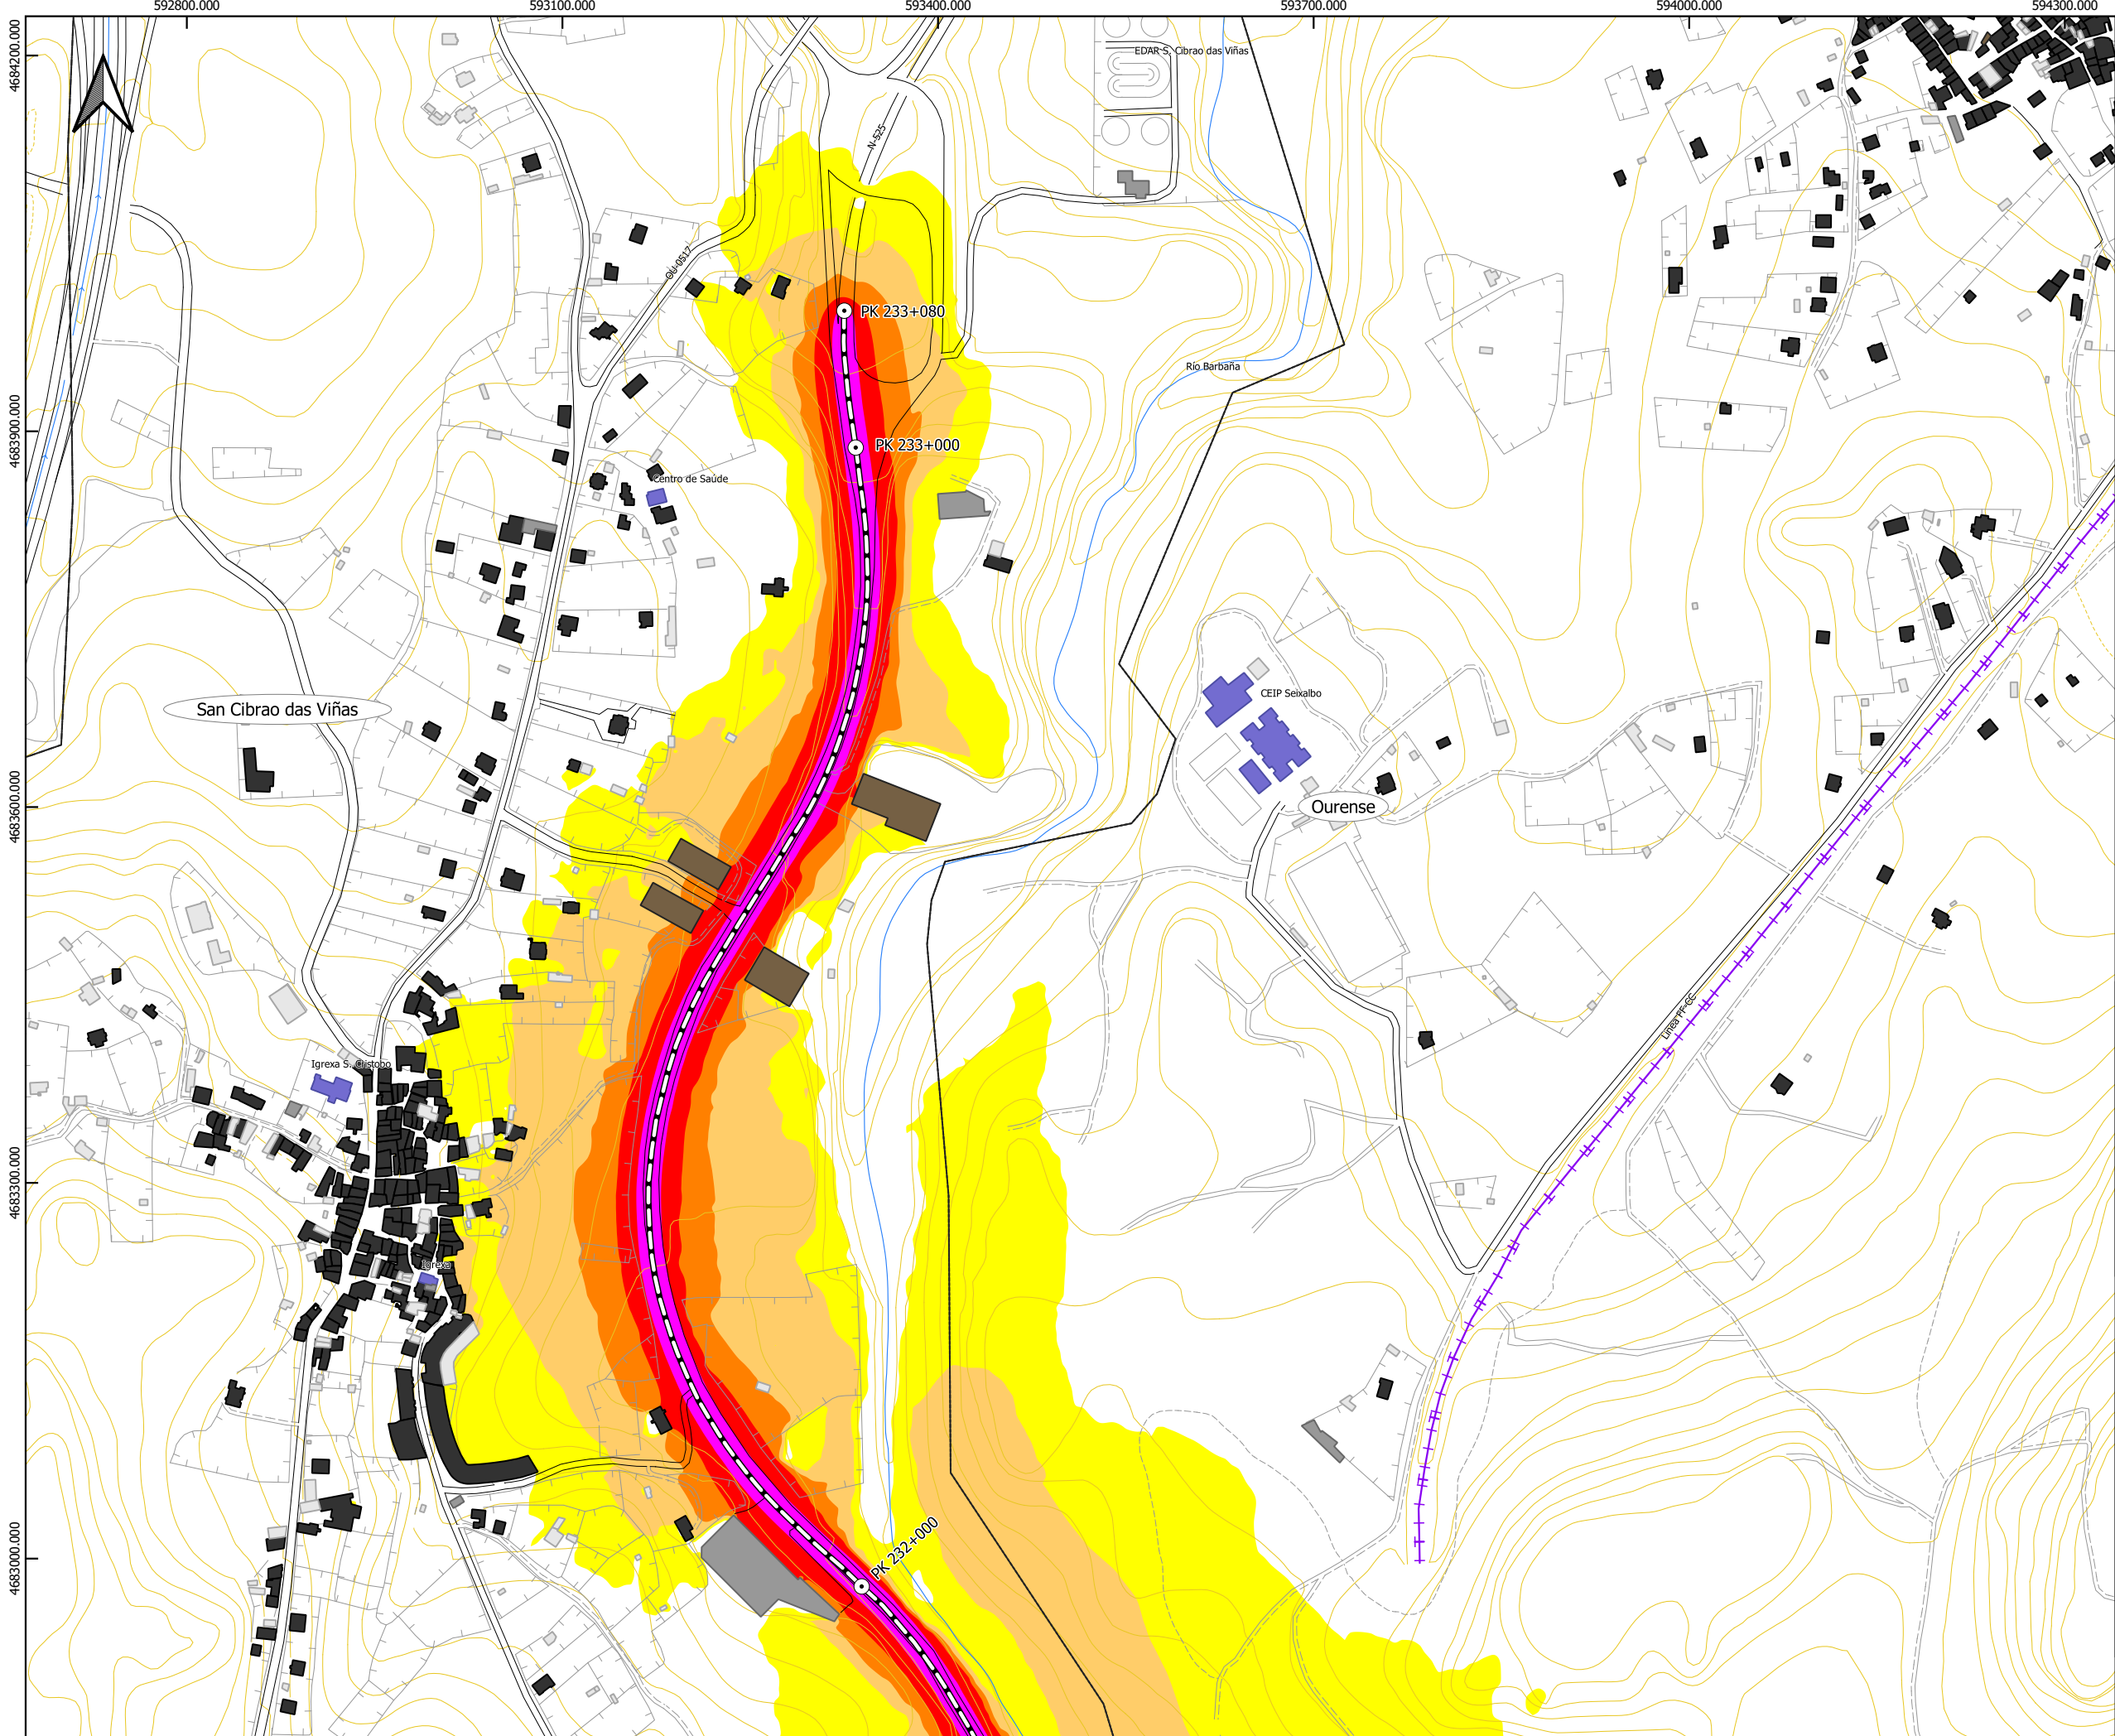 592800.000
593100.000
593400.000
593700.000
594000.000
594300.000
4684200.000
EDAR S. Cibrao das Viñas
N-525
OU-0517
PK 233+080
Río Barbaña
4683900.000
PK 233+000
Centro de Saúde
CEIP Seixalbo
San Cibrao das Viñas
4683600.000
Ourense
Línea FF-CC
Igrexa S. Cristobo
4683300.000
Igrexa
4683000.000
PK 232+000